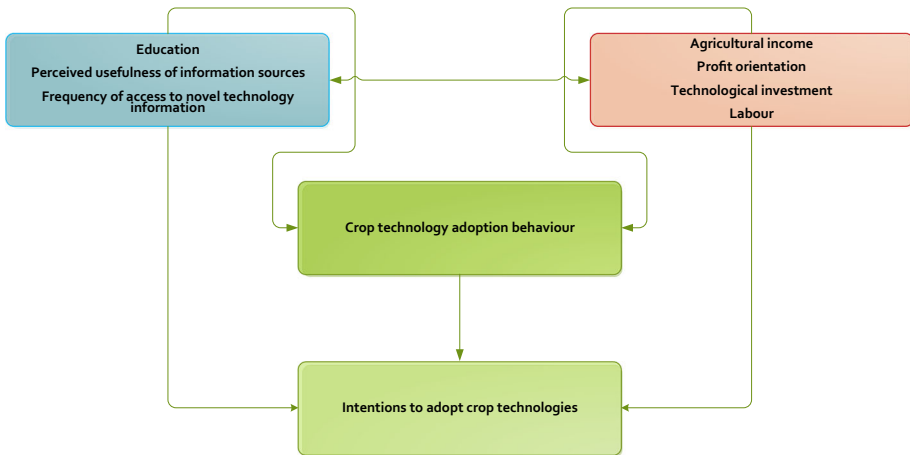 Education
Perceived usefulness of information sources
Frequency of access to novel technology
information
Agricultural income
Profit orientation
Technological investment
Labour
Crop technology adoption behaviour
Intentions to adopt crop technologies